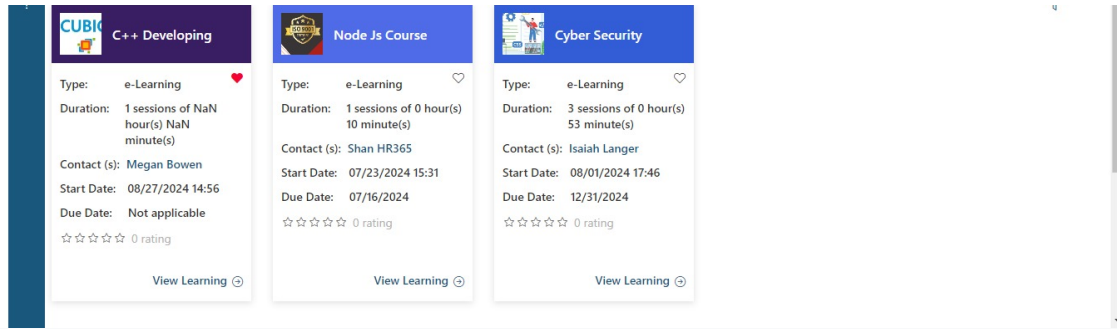 CUBIC
C++ Developing
Type: e-Learning
Duration: 1 sessions of NaN
hour(s) NaN
minute(s)
Contact (s): Megan Bowen
Start Date: 08/27/2024 14:56
Due Date: Not applicable
0 rating
View Learning
ISO 9001
Node Js Course
Type: e-Learning
Duration: 1 sessions of 0 hour(s)
10 minute(s)
Contact (s): Shan HR365
Start Date: 07/23/2024 15:31
Due Date: 07/16/2024
0 rating
View Learning
Cyber Security
Type: e-Learning
Duration: 3 sessions of 0 hour(s)
53 minute(s)
Contact (s): Isaiah Langer
Start Date: 08/01/2024 17:46
Due Date: 12/31/2024
0 rating
View Learning